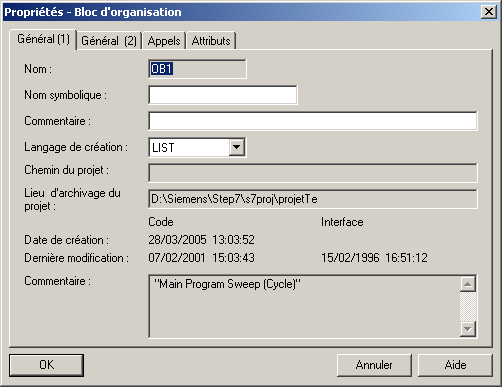 Propriétés - Bloc d'organisation
Général (1) Général (2) Appels Attributs
Nom : OB1
Nom symbolique :
Commentaire :
Langage de création : LIST
Chemin du projet :
Lieu d'archivage du
projet : D:\Siemens\Step7\s7proj\projetTe
Code Interface
Date de création : 28/03/2005 13:03:52
Dernière modification : 07/02/2001 15:03:43 15/02/1996 16:51:12
Commentaire : "Main Program Sweep (Cycle)"
OK Annuler Aide